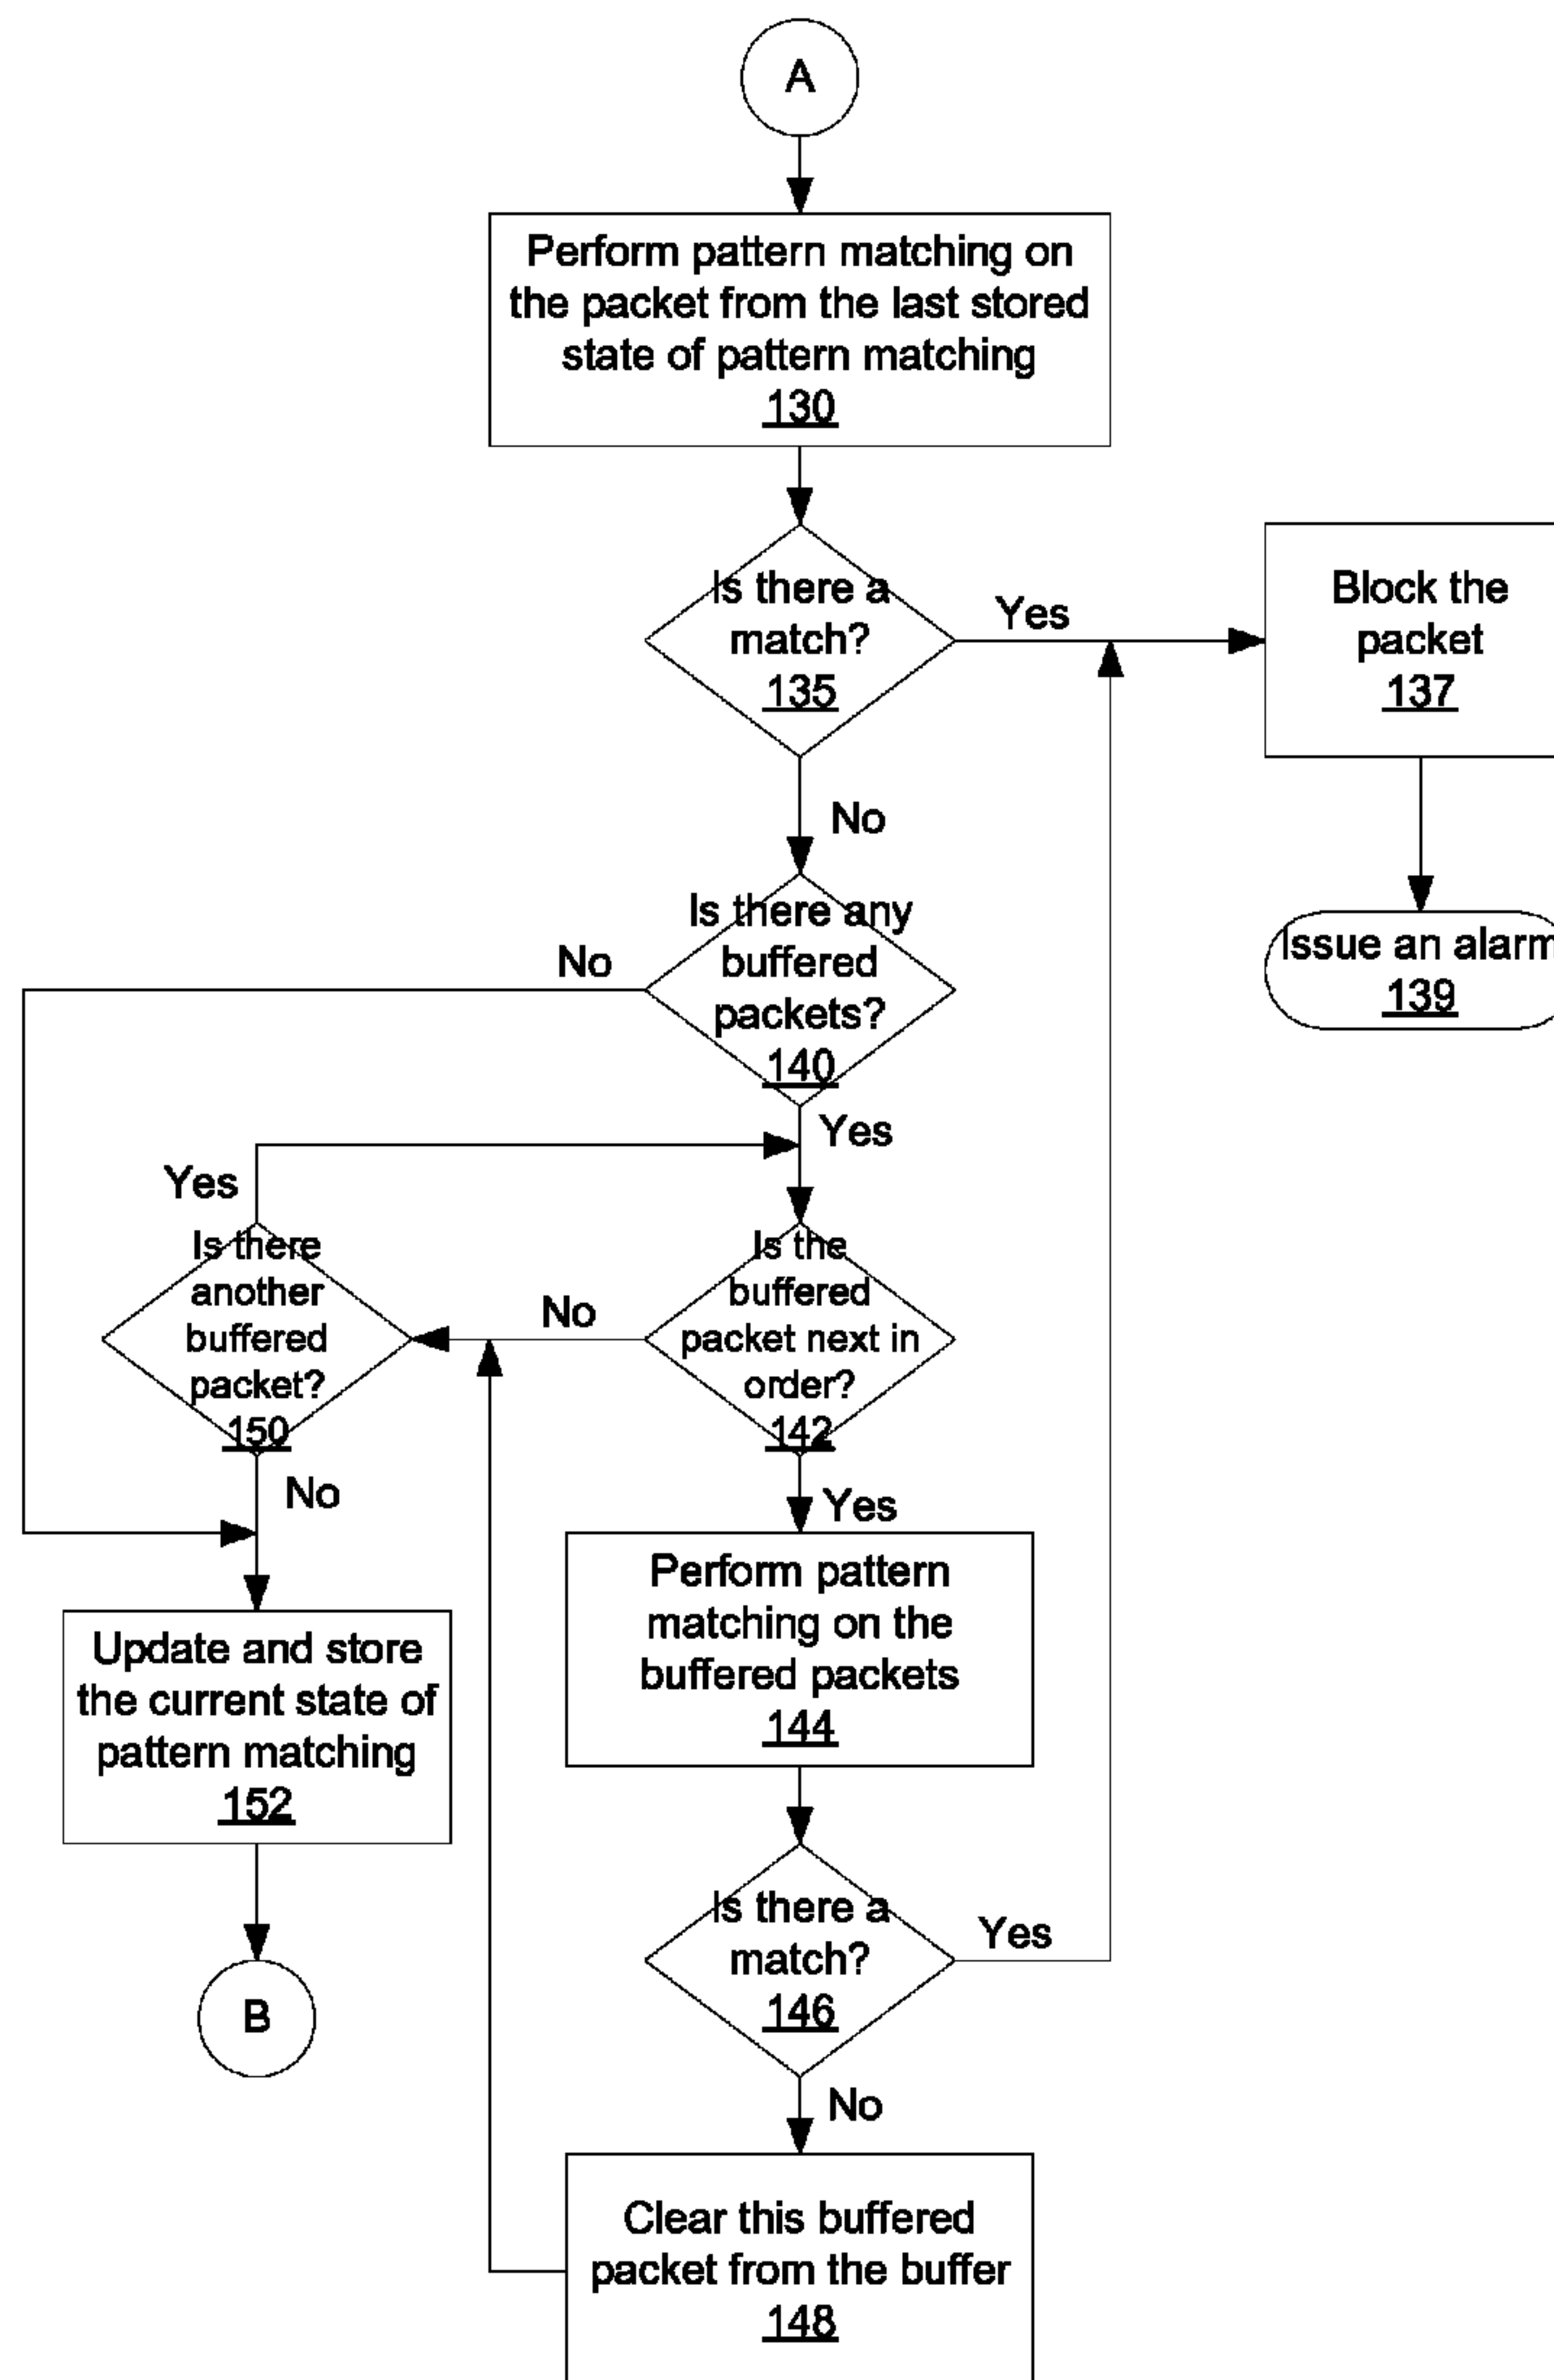 A
Perform pattern matching on
the packet from the last stored
state of pattern matching
130
Is there a
match?
135
Yes
Block the
packet
137
No
Issue an alarm
139
Is there any
buffered
packets?
140
No
Yes
Yes
Is there
another
buffered
packet?
150
No
Is the
buffered
packet next in
order?
142
No
Yes
Perform pattern
matching on the
buffered packets
144
Update and store
the current state of
pattern matching
152
Is there a
match?
146
Yes
B
No
Clear this buffered
packet from the buffer
148